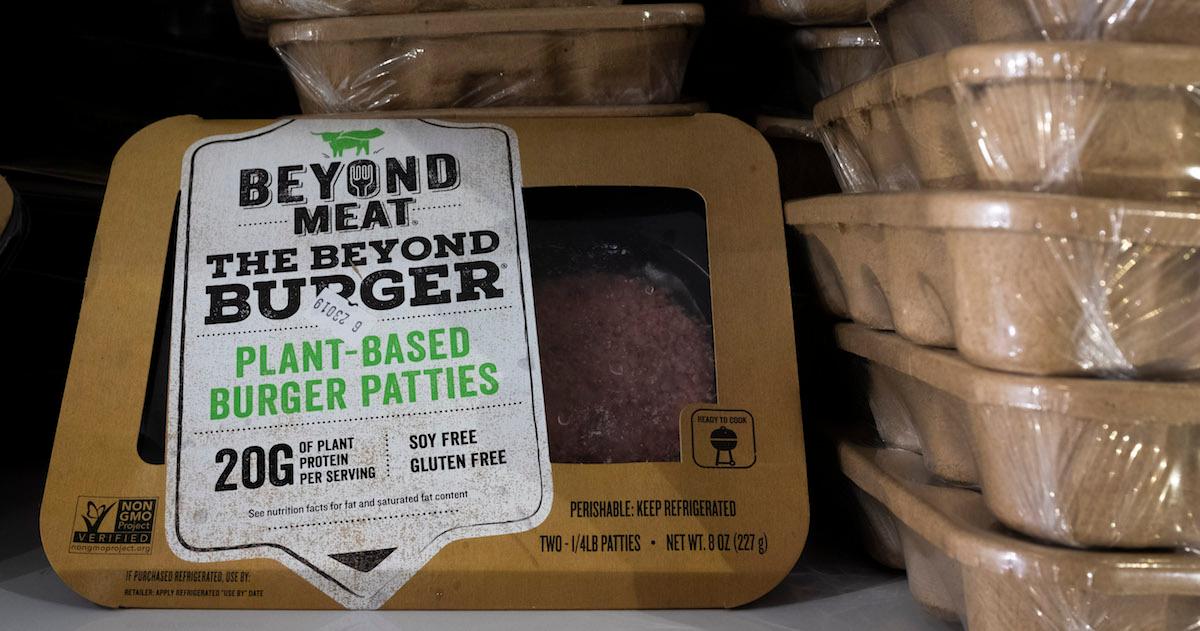 BEYOND
MEAT®
THE BEYOND
BURGER®
6 23019
PLANT-BASED
BURGER PATTIES
20G OF PLANT
PROTEIN
PER SERVING
SOY FREE
GLUTEN FREE
See nutrition facts for fat and saturated fat content
READY TO COOK
NON
GMO
Project
VERIFIED
nongmoproject.org
PERISHABLE: KEEP REFRIGERATED
TWO - 1/4LB PATTIES • NET WT. 8 OZ (227 g)
IF PURCHASED REFRIGERATED, USE BY:
RETAILER: APPLY REFRIGERATED "USE BY" DATE